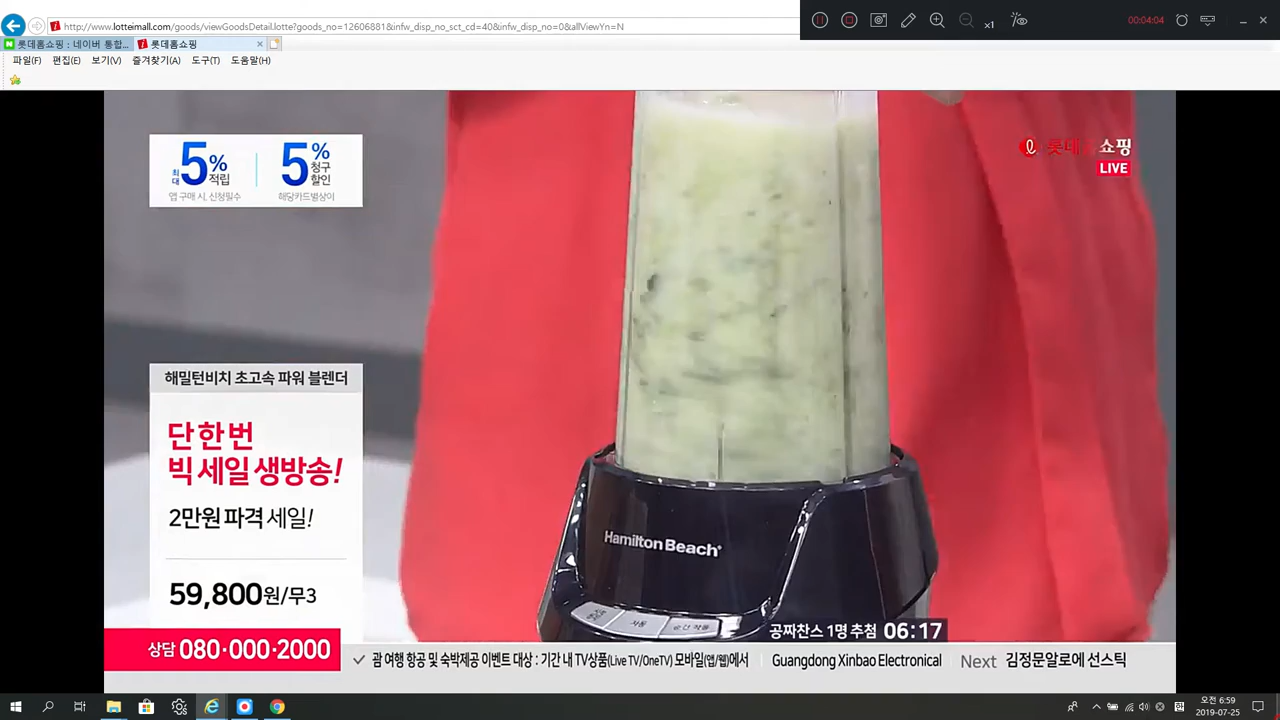 http://www.lotteimall.com/goods/viewGoodsDetail.lotte?goods_no=12606881&infw_disp_no_sct_cd=40&infw_disp_no=0&allViewYn=N
x1
00:04:04
롯데홈쇼핑 : 네이버 통합...
롯데홈쇼핑
파일(F) 편집(E) 보기(V) 즐겨찾기(A) 도구(T) 도움말(H)
최대 5% 적립
앱 구매 시, 신청필수
5% 청구할인
해당카드별상이
롯데 쇼핑
LIVE
해밀턴비치 초고속 파워 블렌더
단 한 번
빅 세일 생방송!
2만원 파격 세일!
59,800원/무3
Hamilton Beach
자동
순간 작동
공짜찬스 1명 추첨 06:17
상담 080·000·2000
괌 여행 항공 및 숙박제공 이벤트 대상 : 기간 내 TV상품(Live TV/OneTV) 모바일(앱/웹)에서
Guangdong Xinbao Electronical
Next 김정문알로에 선스틱
오전 6:59
2019-07-25